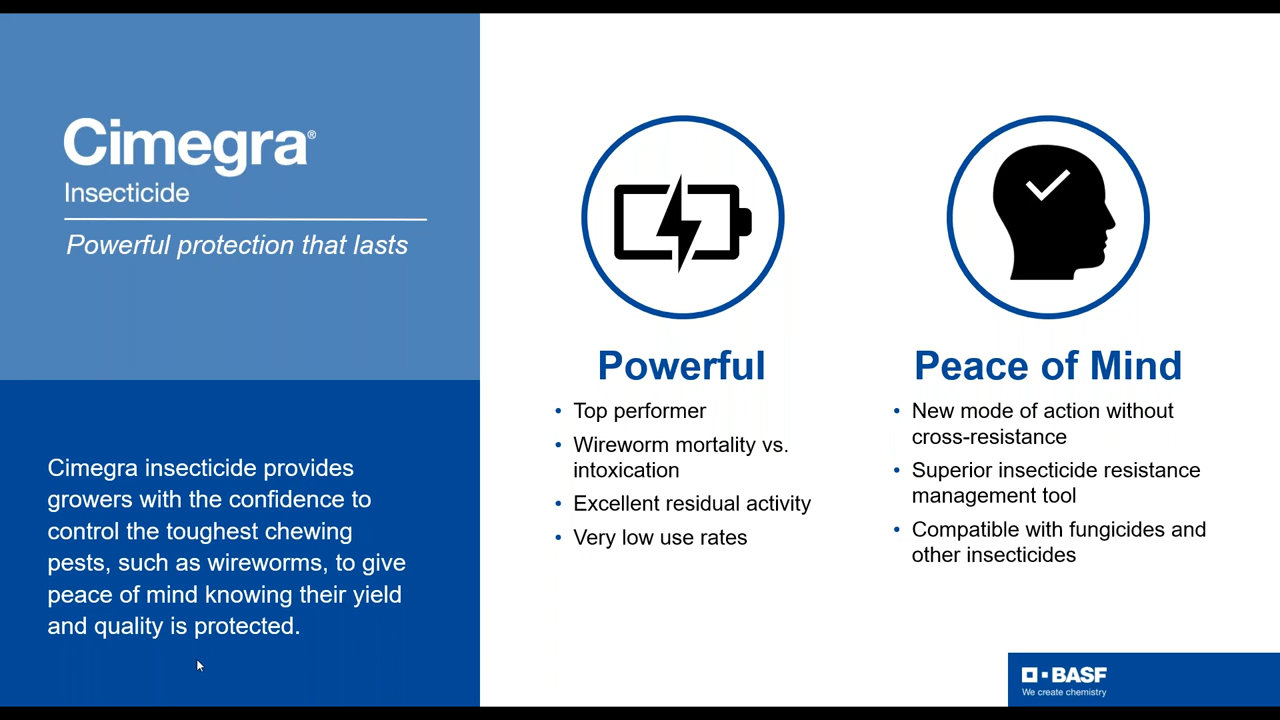 Cimegra®
Insecticide
Powerful protection that lasts
Cimegra insecticide provides
growers with the confidence to
control the toughest chewing
pests, such as wireworms, to give
peace of mind knowing their yield
and quality is protected.
Powerful
• Top performer
• Wireworm mortality vs.
intoxication
• Excellent residual activity
• Very low use rates
Peace of Mind
• New mode of action without
cross-resistance
• Superior insecticide resistance
management tool
• Compatible with fungicides and
other insecticides
BASF
We create chemistry